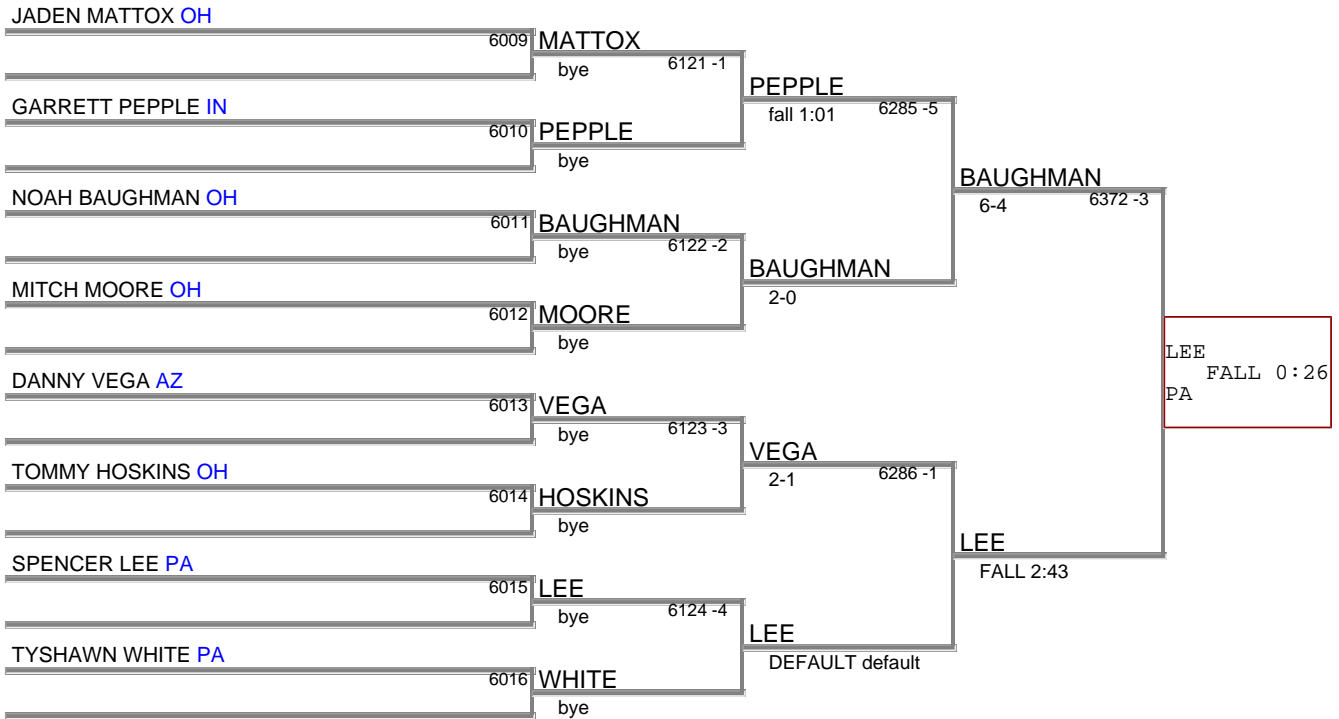 JADEN MATTOX OH
6009 MATTOX
bye 6121 -1
GARRETT PEPPLE IN
6010 PEPPLE
bye
PEPPLE
fall 1:01 6285 -5
NOAH BAUGHMAN OH
6011 BAUGHMAN
bye 6122 -2
MITCH MOORE OH
6012 MOORE
bye
BAUGHMAN
2-0
BAUGHMAN
6-4 6372 -3
DANNY VEGA AZ
6013 VEGA
bye 6123 -3
TOMMY HOSKINS OH
6014 HOSKINS
bye
VEGA
2-1 6286 -1
SPENCER LEE PA
6015 LEE
bye 6124 -4
TYSHAWN WHITE PA
6016 WHITE
bye
LEE
DEFAULT default
LEE
FALL 2:43
LEE
FALL 0:26
PA